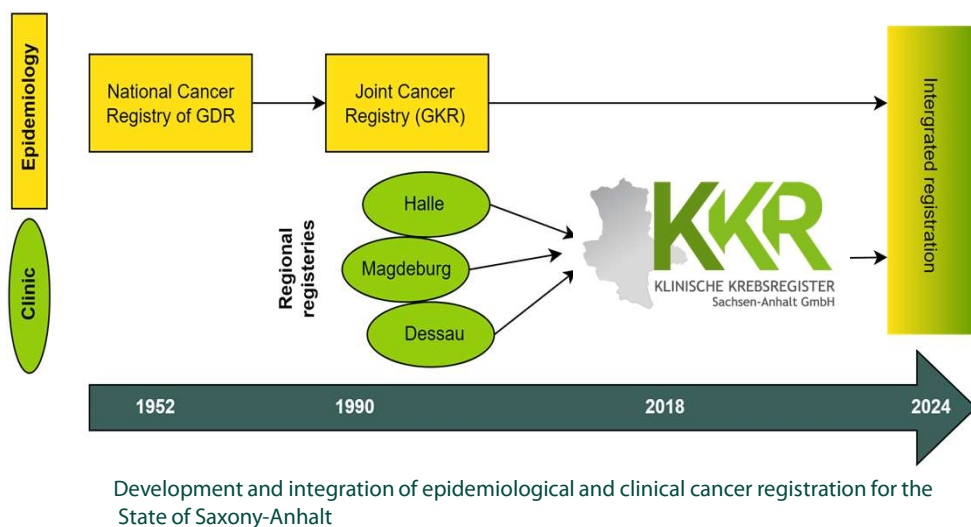 Epidemiology
National Cancer
Registry of GDR
Joint Cancer
Registry (GKR)
Intergrated registration
Clinic
Regional
registeries
Halle
Magdeburg
Dessau
KKR
KLINISCHE KREBSREGISTER
Sachsen-Anhalt GmbH
1952
1990
2018
2024
Development and integration of epidemiological and clinical cancer registration for the
State of Saxony-Anhalt